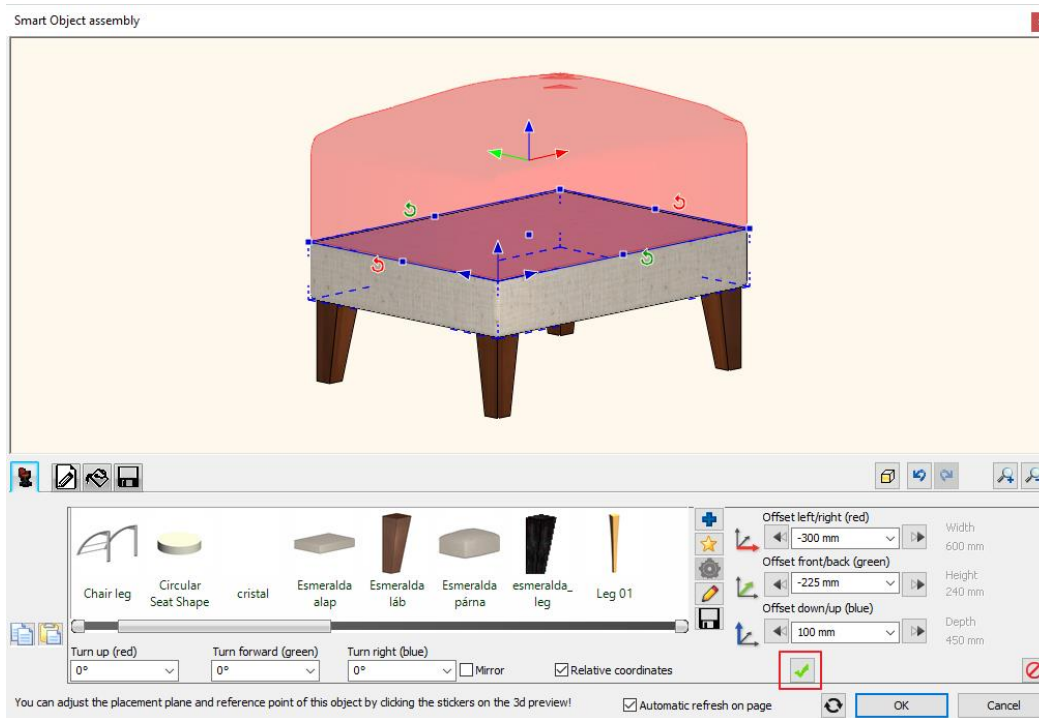 Smart Object assembly
Chair leg
Circular
Seat Shape
cristal
Esmeralda
alap
Esmeralda
láb
Esmeralda
párna
esmeralda_
leg
Leg 01
Offset left/right (red)
-300 mm
Width
600 mm
Offset front/back (green)
-225 mm
Height
240 mm
Offset down/up (blue)
100 mm
Depth
450 mm
Turn up (red)
0°
Turn forward (green)
0°
Turn right (blue)
0°
Mirror
Relative coordinates
You can adjust the placement plane and reference point of this object by clicking the stickers on the 3d preview!
Automatic refresh on page
OK
Cancel